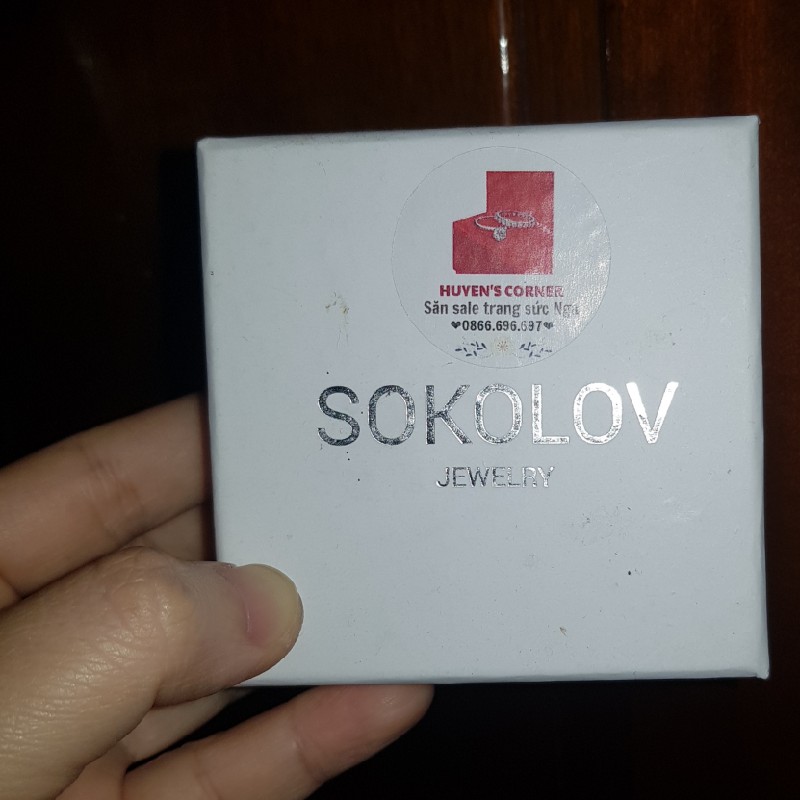 HUYEN'S CORNER
Săn sale trang sức Nga
❤0866.696.697❤
SOKOLOV
JEWELRY